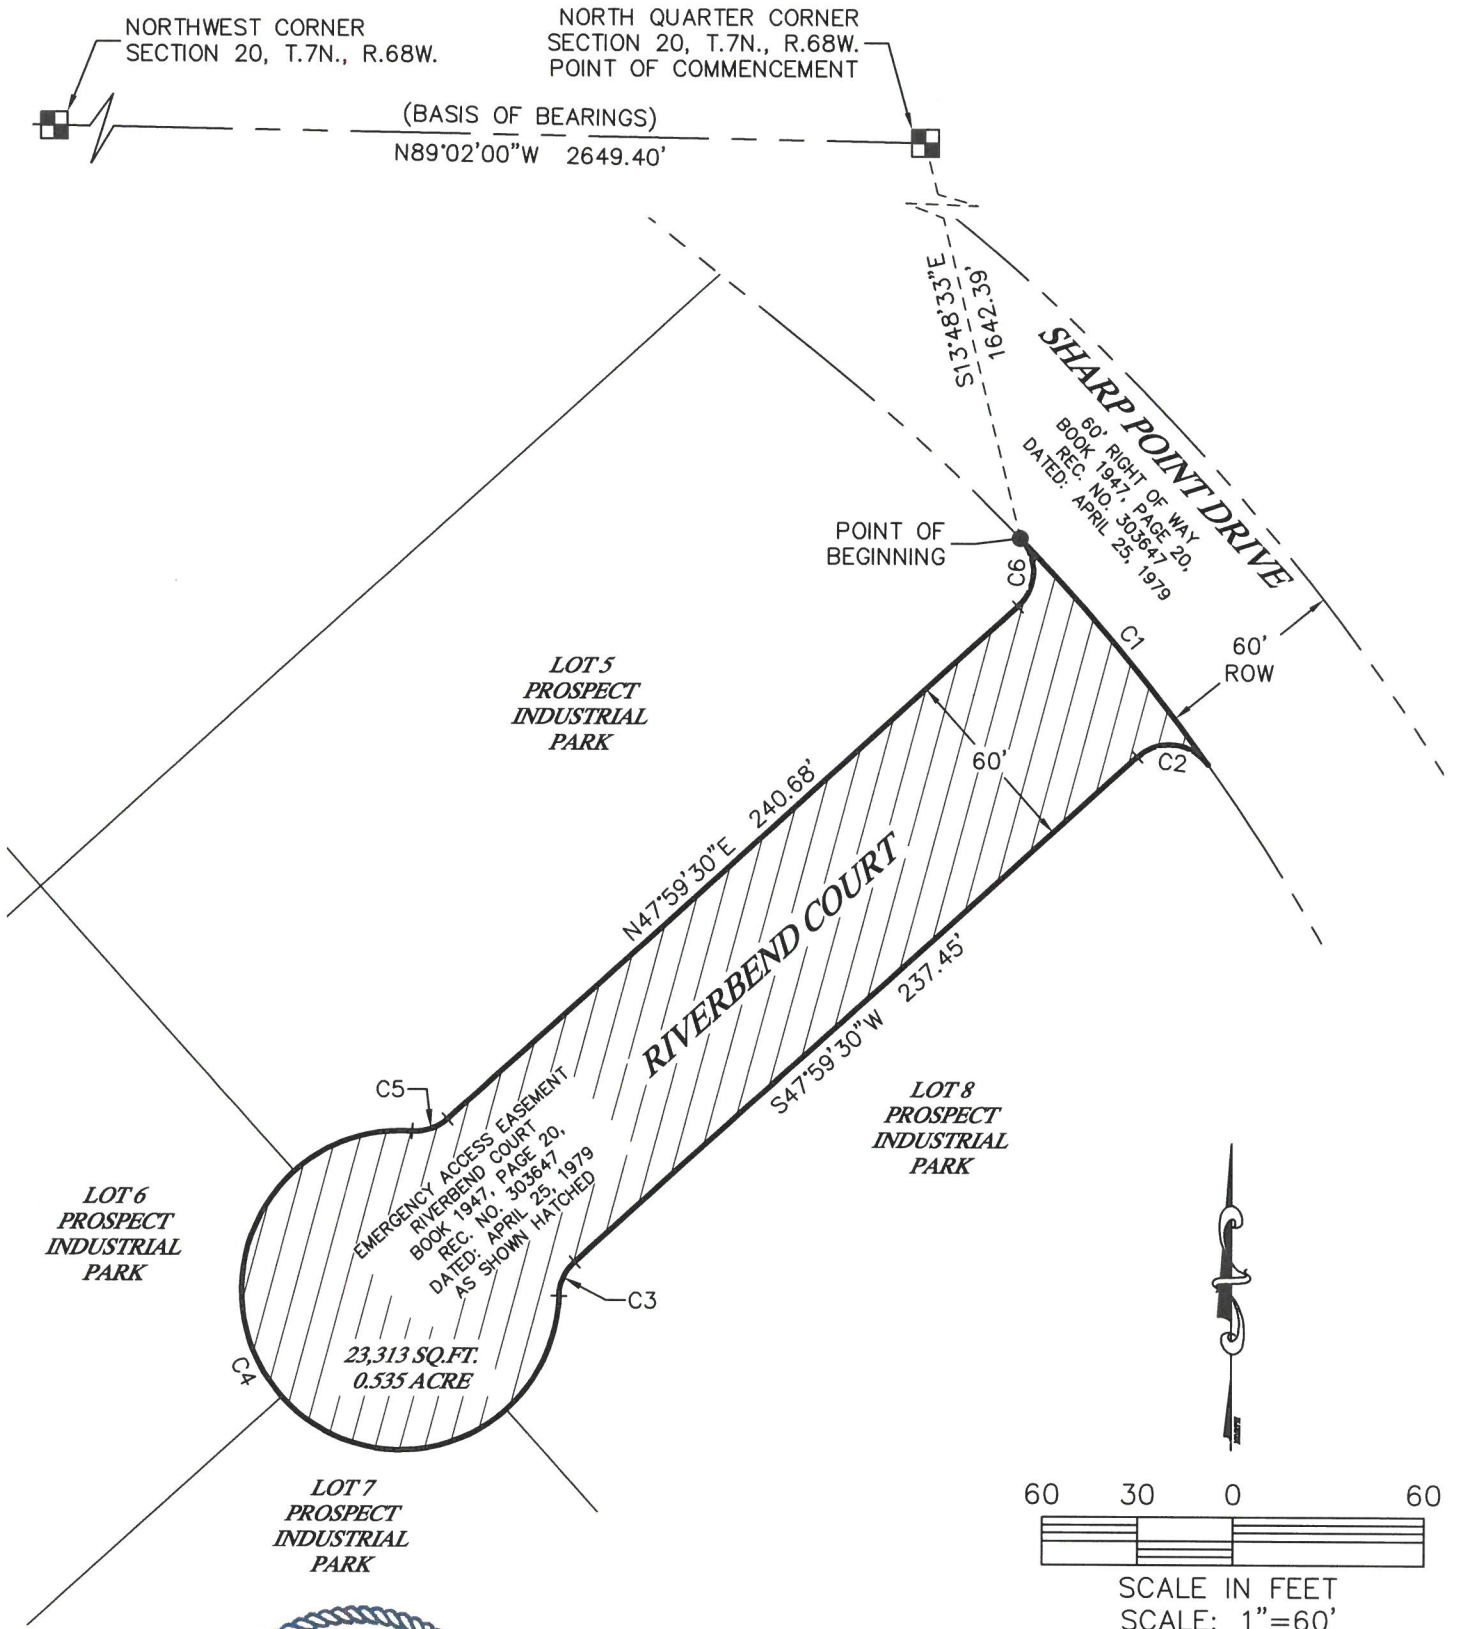 NORTHWEST CORNER
SECTION 20, T.7N., R.68W.
NORTH QUARTER CORNER
SECTION 20, T.7N., R.68W.
POINT OF COMMENCEMENT
(BASIS OF BEARINGS)
N89°02'00"W 2649.40'
S13°48'33"E
1642.39'
SHARP POINT DRIVE
60' RIGHT OF WAY
BOOK 1947, PAGE 20,
REC. NO. 303647
DATED: APRIL 25, 1979
POINT OF
BEGINNING
C6
C1
60'
ROW
LOT 5
PROSPECT
INDUSTRIAL
PARK
60'
C2
N47°59'30"E 240.68'
RIVERBEND COURT
S47°59'30"W 237.45'
C5
EMERGENCY ACCESS EASEMENT
RIVERBEND COURT
BOOK 1947, PAGE 20,
REC. NO. 303647
DATED: APRIL 25, 1979
AS SHOWN HATCHED
LOT 8
PROSPECT
INDUSTRIAL
PARK
LOT 6
PROSPECT
INDUSTRIAL
PARK
C3
23,313 SQ.FT.
0.535 ACRE
C4
LOT 7
PROSPECT
INDUSTRIAL
PARK
60 30 0 60
SCALE IN FEET
SCALE: 1"=60'